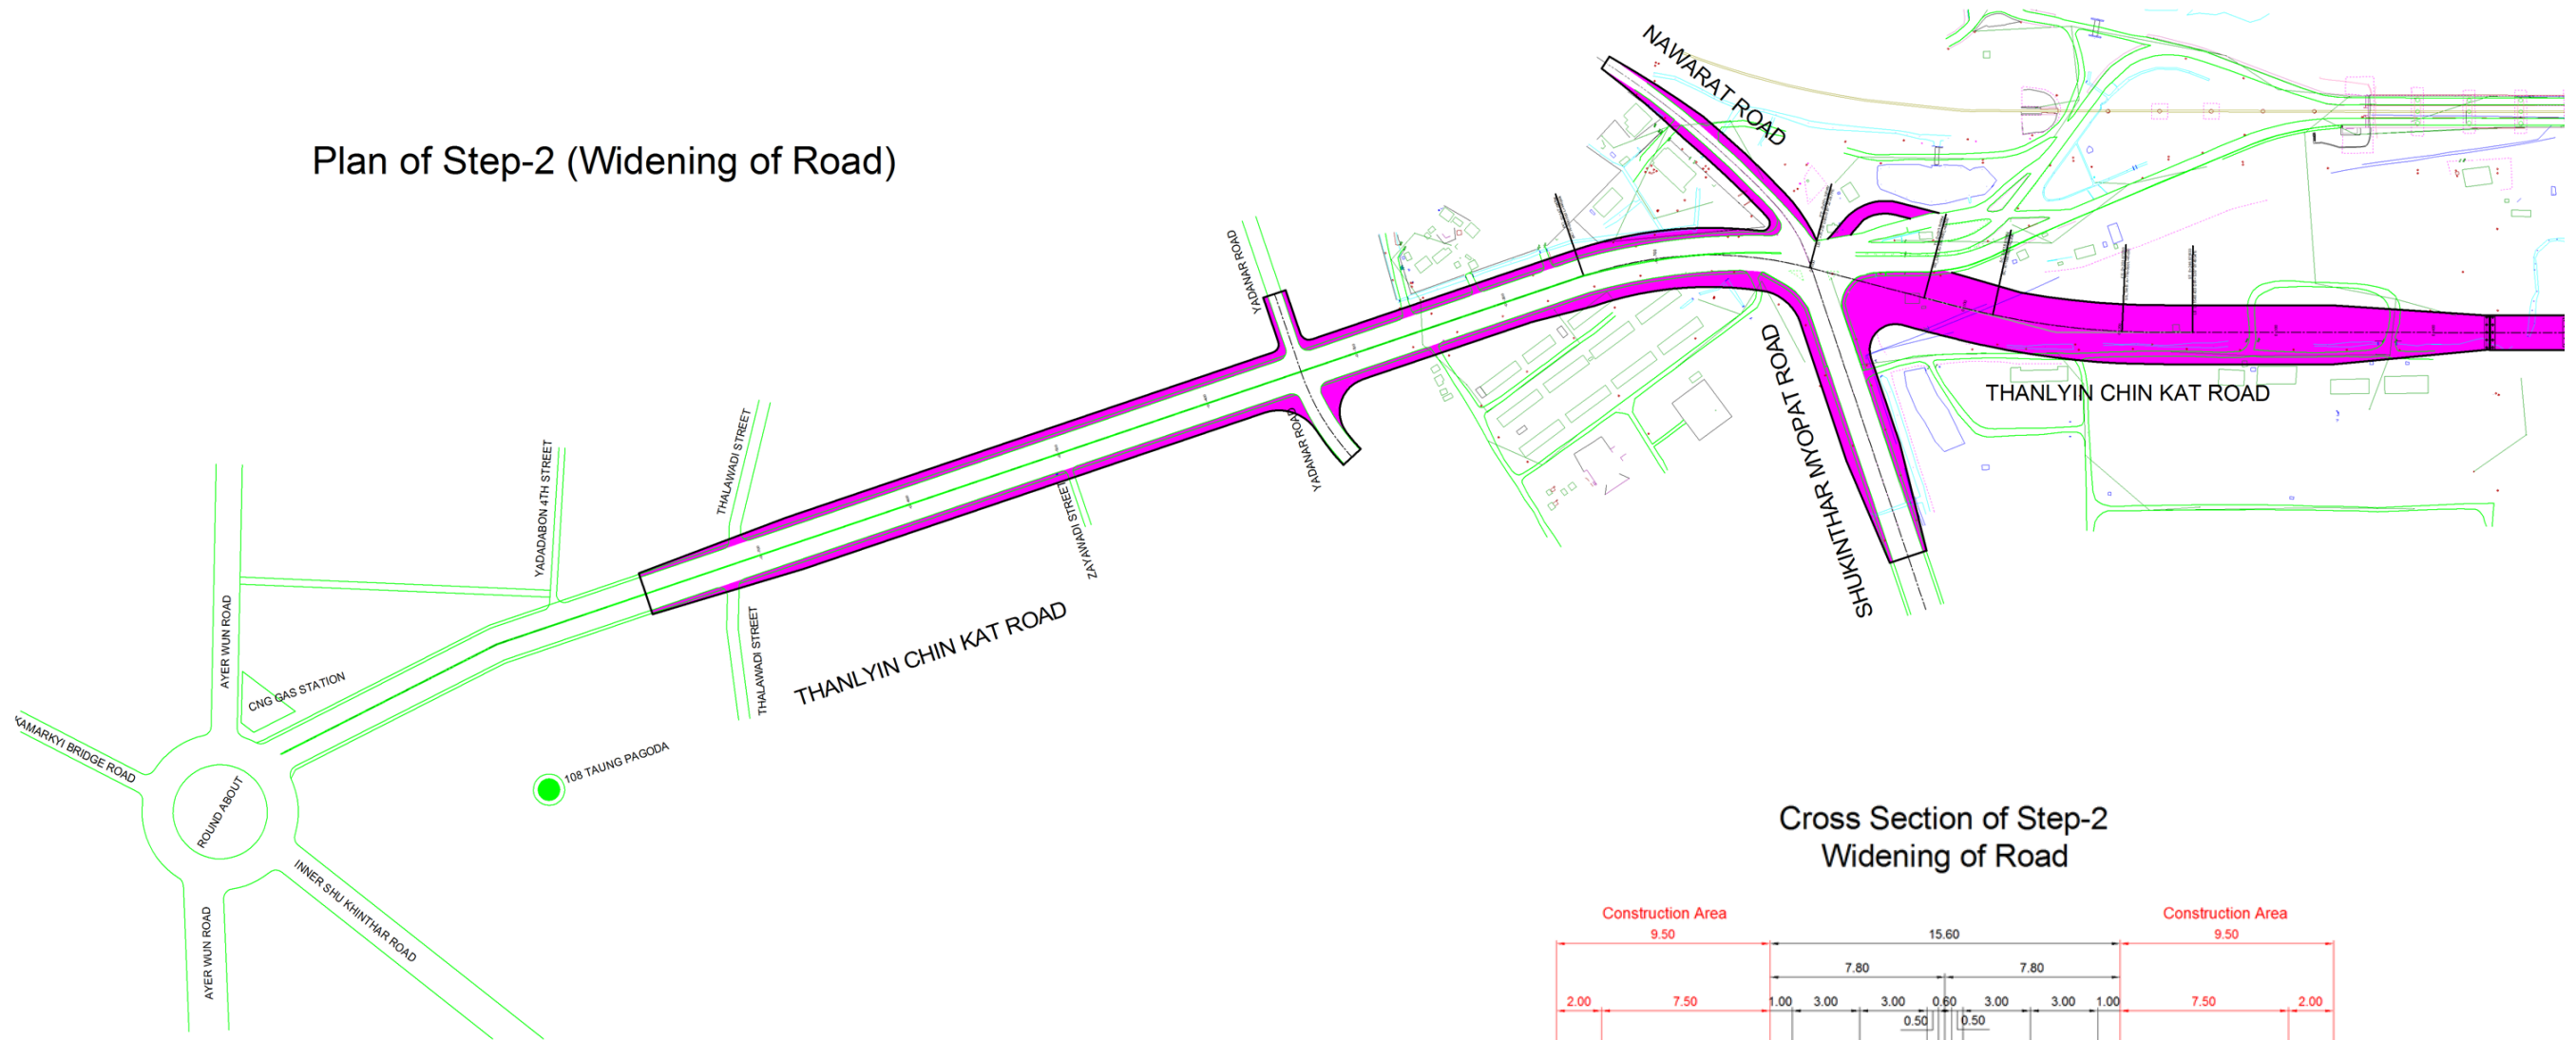 Plan of Step-2 (Widening of Road)
NAWARAT ROAD
YADANAR ROAD
YADANAR ROAD
SHUKINTHAR MYOPAT ROAD
THANLYIN CHIN KAT ROAD
THALAWADI STREET
YADADABON 4TH STREET
ZAYAWADI STREET
THALAWADI STREET
THANLYIN CHIN KAT ROAD
AYER WUN ROAD
CNG GAS STATION
KAMARKYI BRIDGE ROAD
108 TAUNG PAGODA
ROUND ABOUT
INNER SHU KHINTHAR ROAD
AYER WUN ROAD
Cross Section of Step-2
Widening of Road
Construction Area
Construction Area
9.50 15.60 9.50
7.80 7.80
2.00 7.50 1.00 3.00 3.00 0.60 3.00 3.00 1.00 7.50 2.00
0.50 0.50